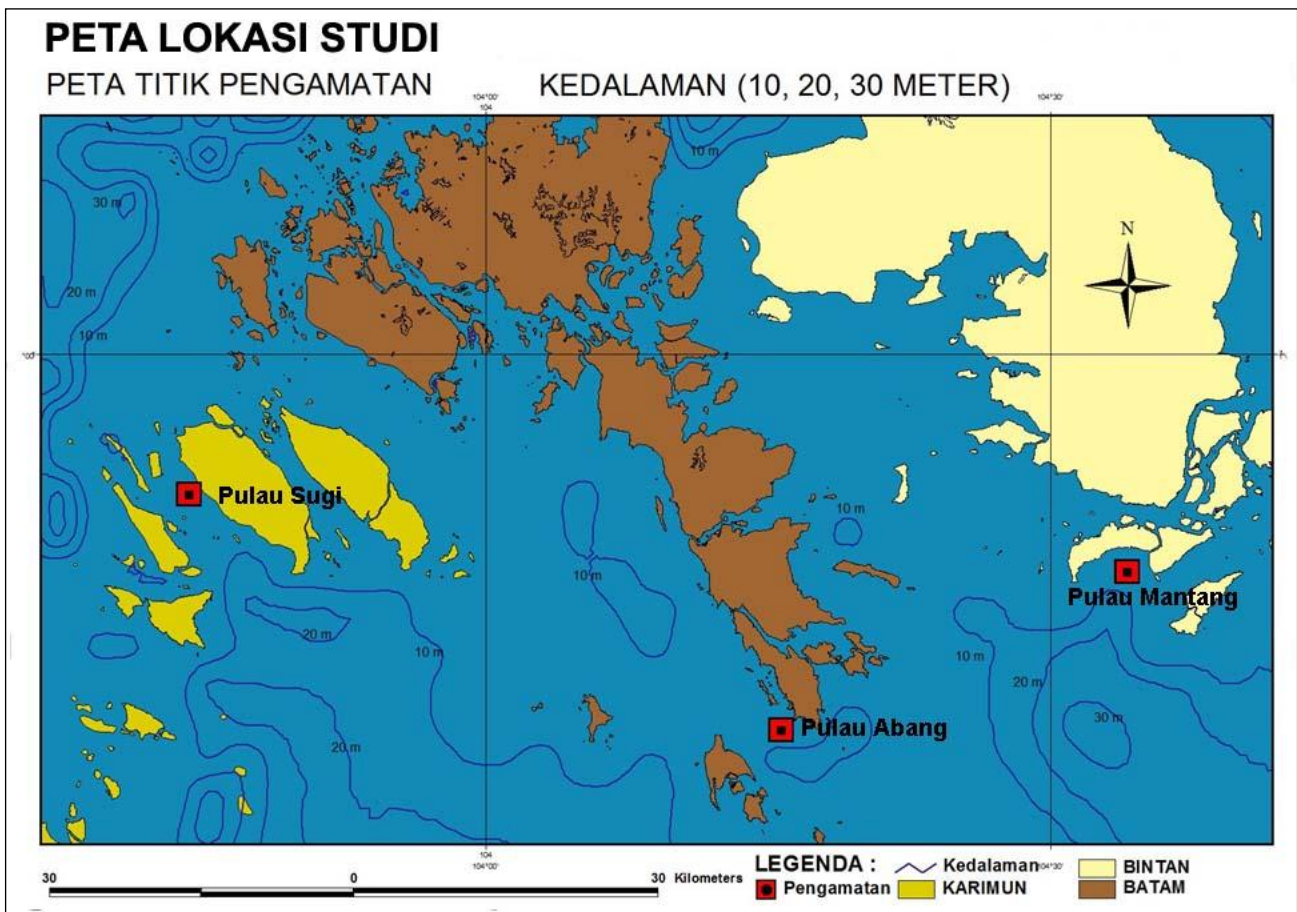 PETA LOKASI STUDI
PETA TITIK PENGAMATAN KEDALAMAN (10, 20, 30 METER)
104°00' 104°30'
104
10 m
30 m
20 m
10 m
N
Pulau Sugi
10 m
10 m
Pulau Mantang
20 m
10 m
10 m
20 m
30 m
Pulau Abang
20 m
104
104°00' 104°30'
30 0 30 Kilometers
LEGENDA :
Kedalaman
BINTAN
Pengamatan
KARIMUN
BATAM